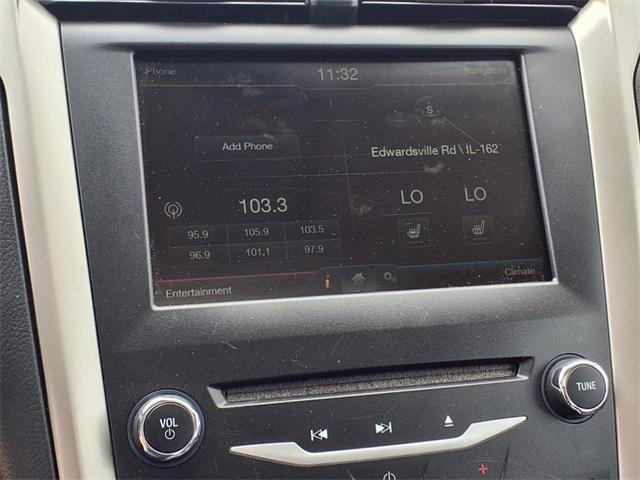 Phone 11:32 Navigation
S
Add Phone
Edwardsville Rd \ IL-162
103.3
LO LO
95.9 105.9 103.5
96.9 101.1 97.9
Entertainment i Climate
VOL
TUNE